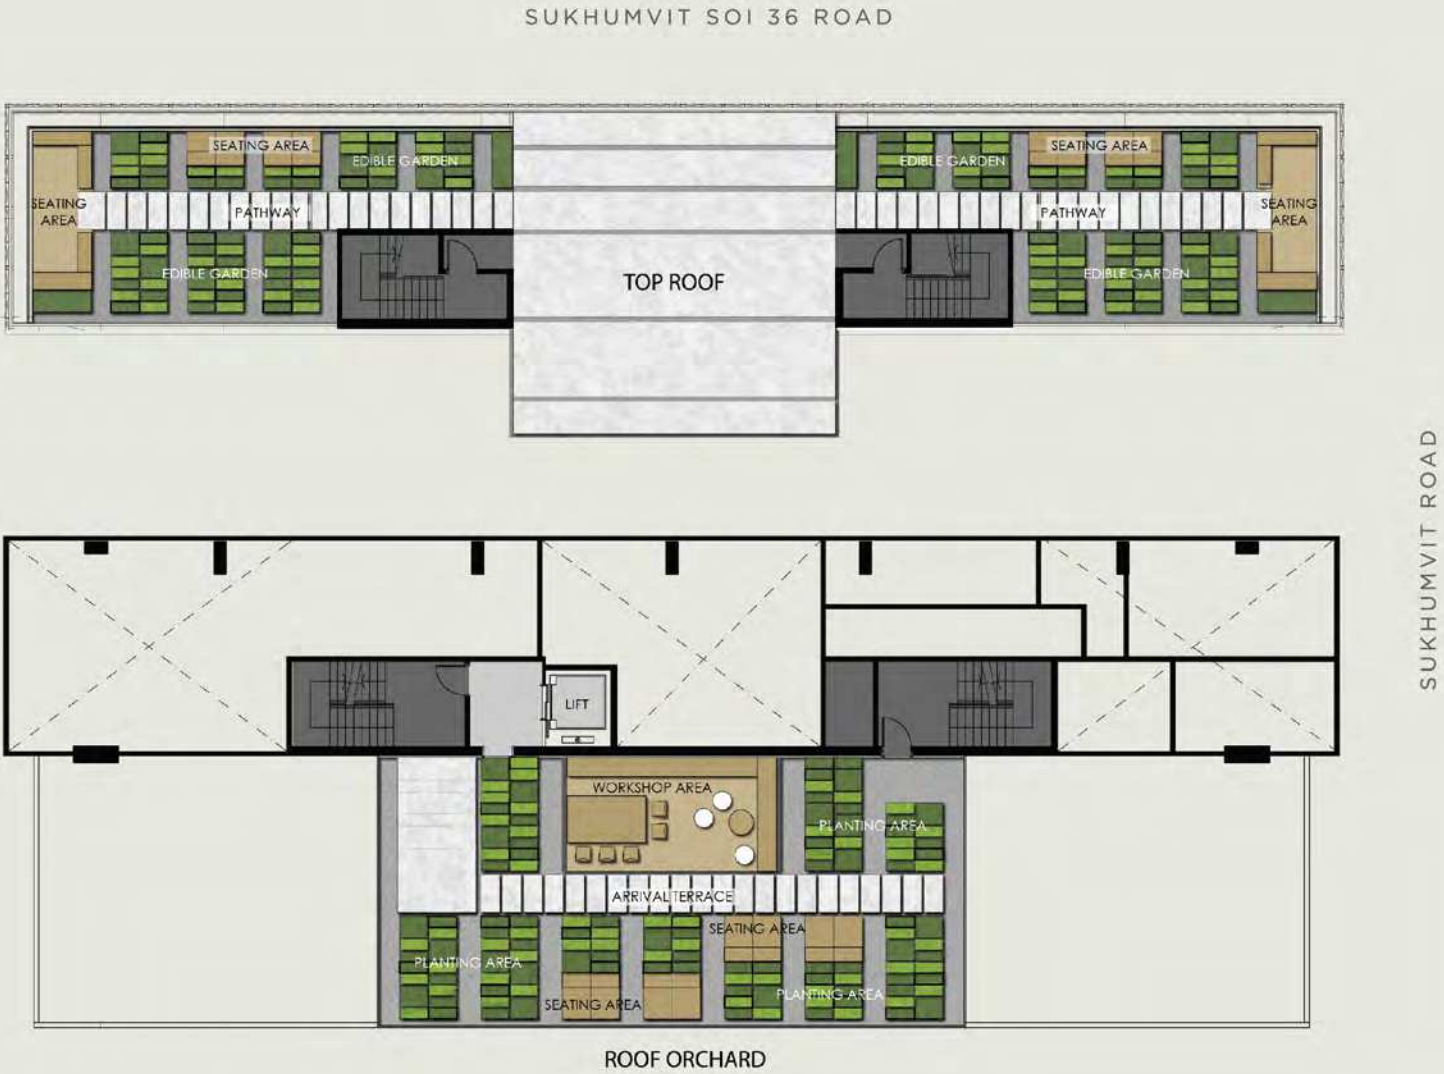 SUKHUMVIT SOI 36 ROAD
SEATING AREA
EDIBLE GARDEN
EDIBLE GARDEN
SEATING AREA
SEATING
AREA
PATHWAY
PATHWAY
SEATING
AREA
EDIBLE GARDEN
TOP ROOF
EDIBLE GARDEN
SUKHUMVIT ROAD
LIFT
WORKSHOP AREA
PLANTING AREA
ARRIVAL TERRACE
SEATING AREA
PLANTING AREA
SEATING AREA
PLANTING AREA
ROOF ORCHARD